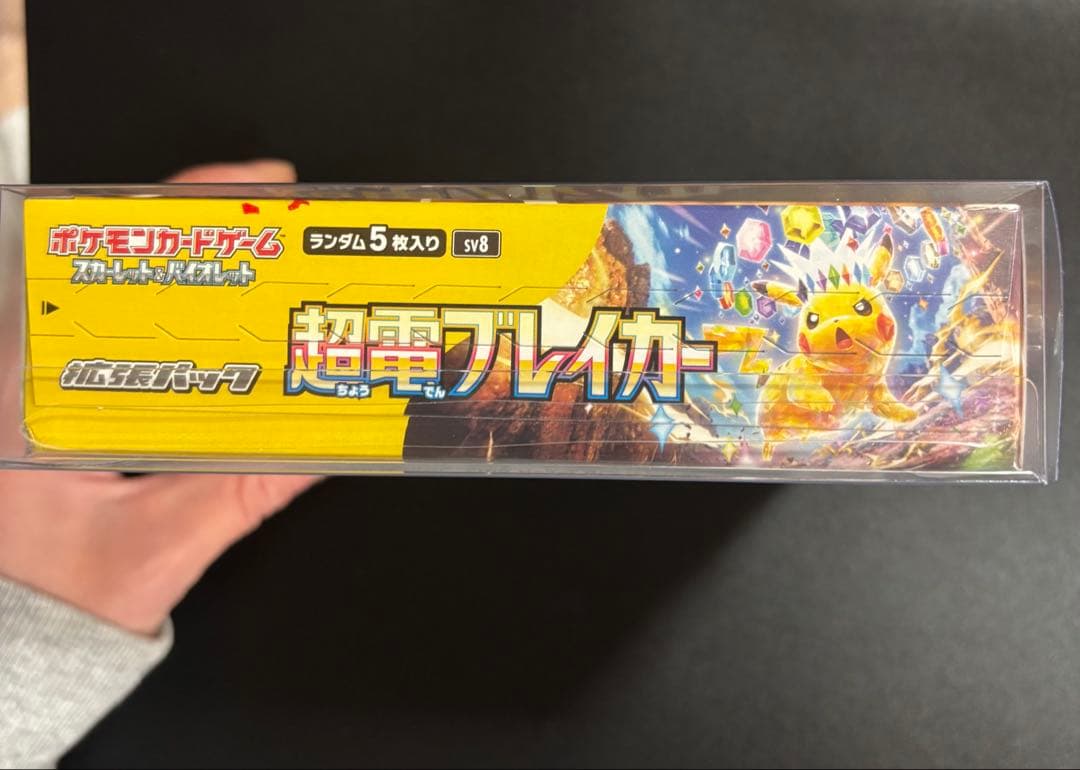 ポケモンカードゲーム
スカーレット&バイオレット
ランダム5枚入り
SV8
超電ブレイカー
ちょう でん
拡張パック